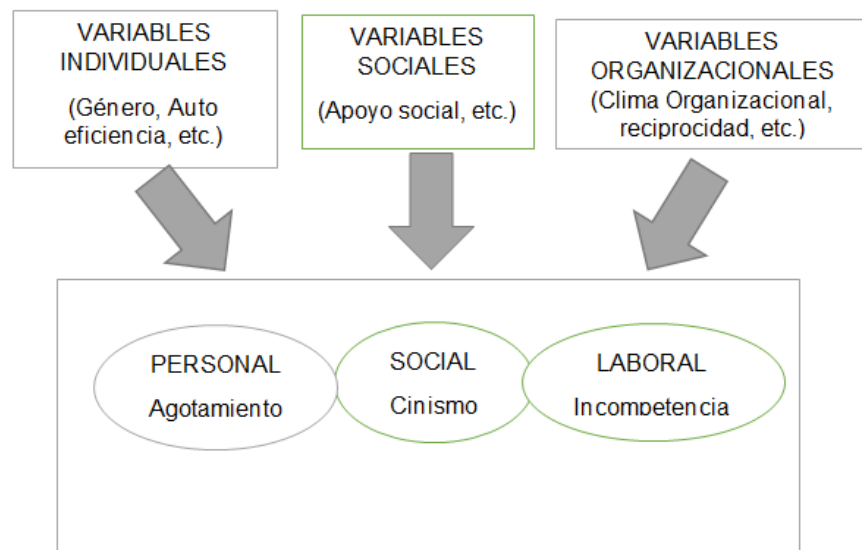 VARIABLES
INDIVIDUALES
(Género, Auto
eficiencia, etc.)
VARIABLES
SOCIALES
(Apoyo social, etc.)
VARIABLES
ORGANIZACIONALES
(Clima Organizacional,
reciprocidad, etc.)
PERSONAL
Agotamiento
SOCIAL
Cinismo
LABORAL
Incompetencia